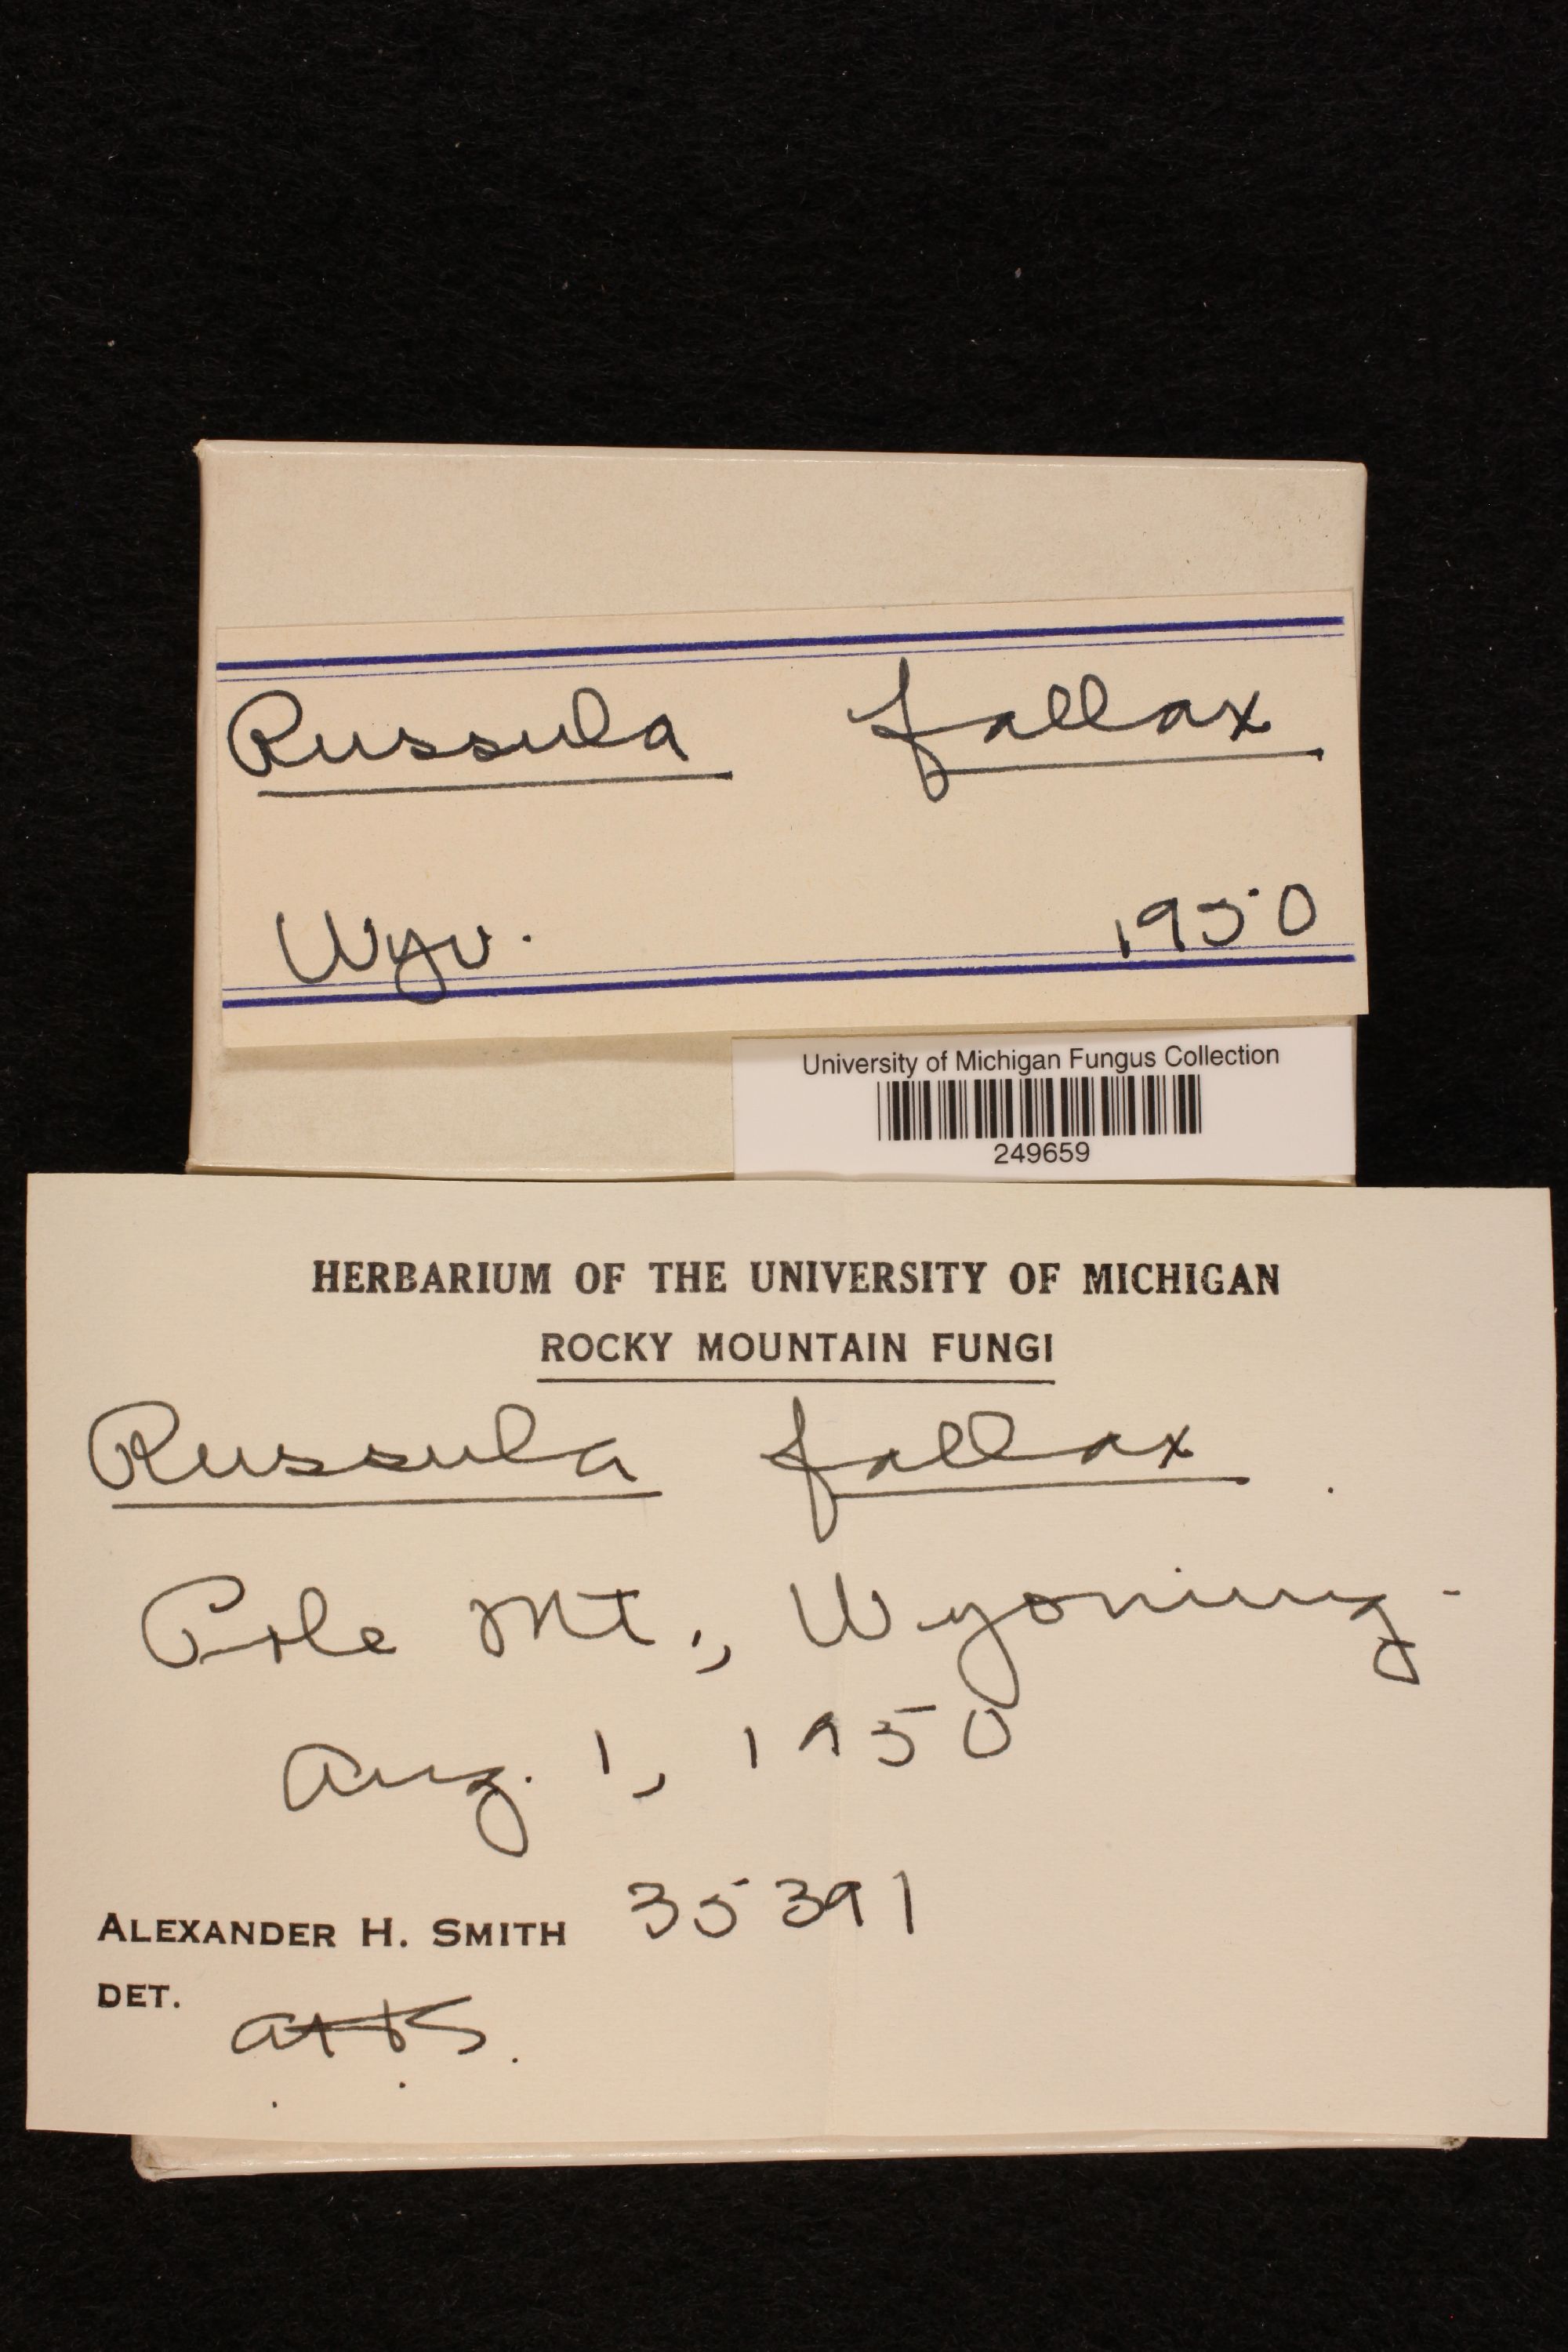 Russula fallax
Wyo. 1950
University of Michigan Fungus Collection
249659
HERBARIUM OF THE UNIVERSITY OF MICHIGAN
ROCKY MOUNTAIN FUNGI
Russula fallax
Pole Mt., Wyoming.
Aug. 1, 1950
ALEXANDER H. SMITH 35391
DET. AHS.